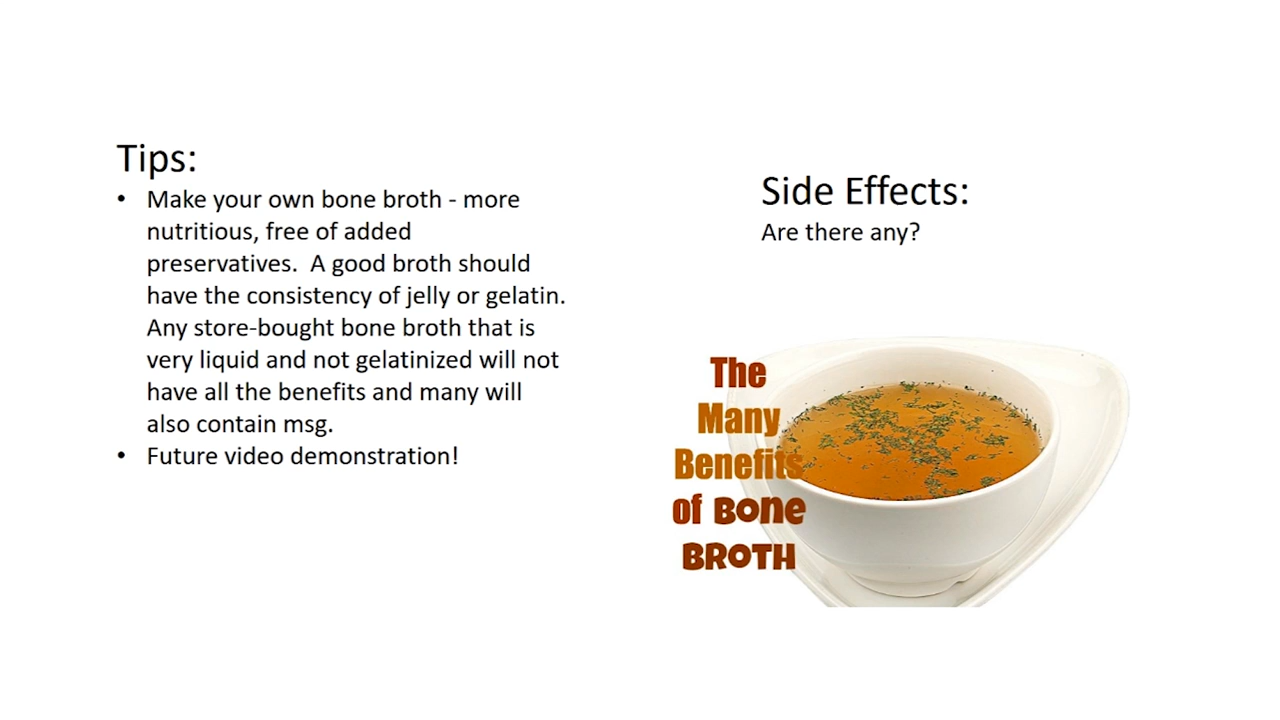 Tips:
• Make your own bone broth - more
nutritious, free of added
preservatives.  A good broth should
have the consistency of jelly or gelatin.
Any store-bought bone broth that is
very liquid and not gelatinized will not
have all the benefits and many will
also contain msg.
• Future video demonstration!
Side Effects:
Are there any?
The
Many
Benefits
of Bone
BROTH